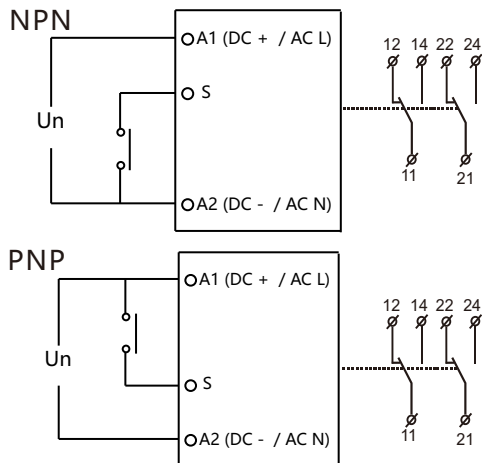 NPN
A1 (DC + / AC L)
12 14 22 24
S
Un
11 21
A2 (DC - / AC N)
PNP
A1 (DC + / AC L)
12 14 22 24
Un
S
11 21
A2 (DC - / AC N)